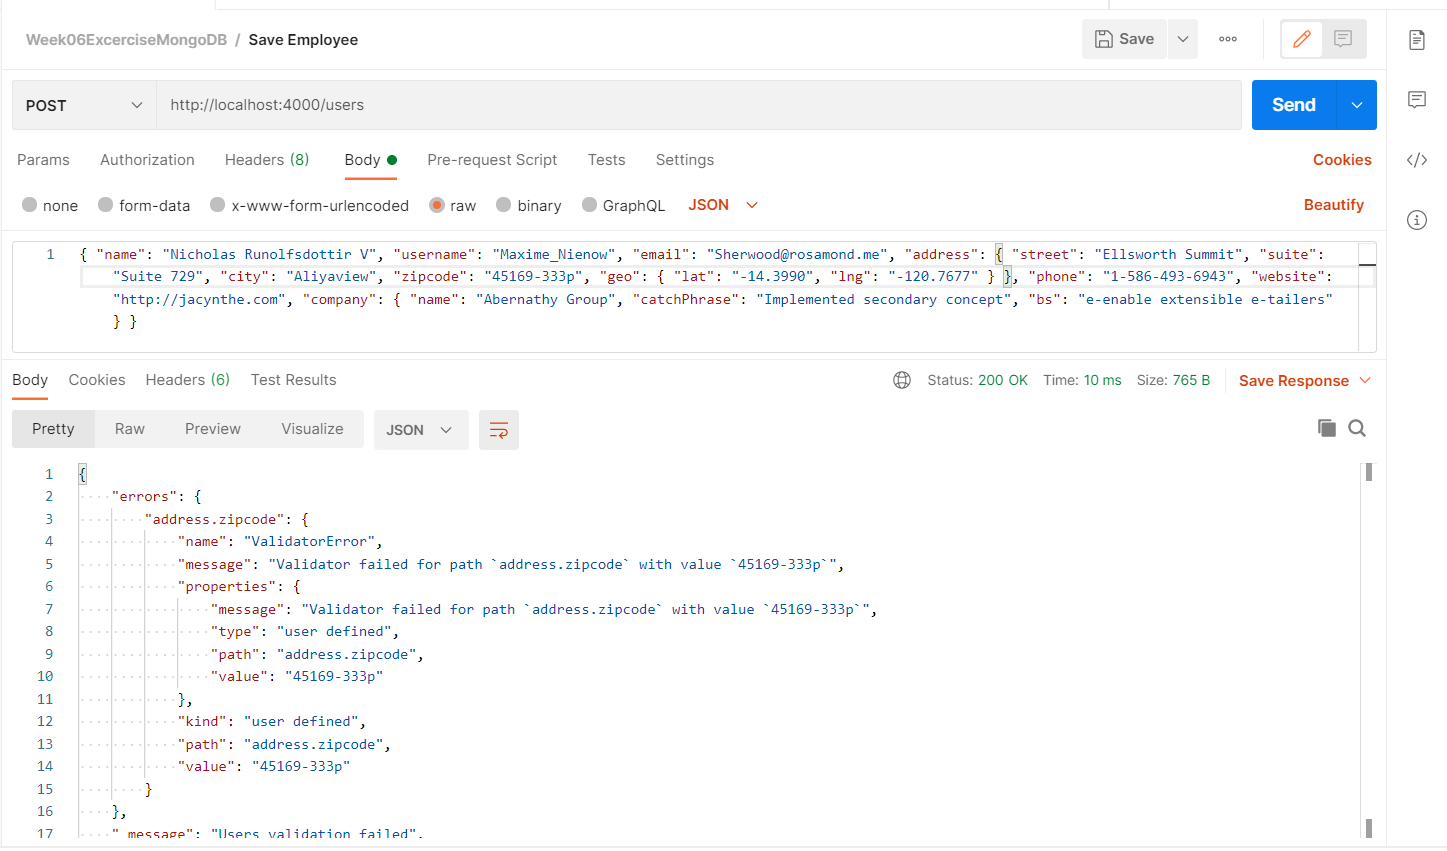 Week06ExcerciseMongoDB / Save Employee
Save
POST http://localhost:4000/users Send
Params Authorization Headers (8) Body Pre-request Script Tests Settings Cookies
none form-data x-www-form-urlencoded raw binary GraphQL JSON Beautify
1 { "name": "Nicholas Runolfsdottir V", "username": "Maxime_Nienow", "email": "Sherwood@rosamond.me", "address": { "street": "Ellsworth Summit", "suite":
"Suite 729", "city": "Aliyaview", "zipcode": "45169-333p", "geo": { "lat": "-14.3990", "lng": "-120.7677" } }, "phone": "1-586-493-6943", "website":
"http://jacynthe.com", "company": { "name": "Abernathy Group", "catchPhrase": "Implemented secondary concept", "bs": "e-enable extensible e-tailers"
} }
Body Cookies Headers (6) Test Results Status: 200 OK Time: 10 ms Size: 765 B Save Response
Pretty Raw Preview Visualize JSON
1 {
2 "errors": {
3 "address.zipcode": {
4 "name": "ValidatorError",
5 "message": "Validator failed for path `address.zipcode` with value `45169-333p`",
6 "properties": {
7 "message": "Validator failed for path `address.zipcode` with value `45169-333p`",
8 "type": "user defined",
9 "path": "address.zipcode",
10 "value": "45169-333p"
11 },
12 "kind": "user defined",
13 "path": "address.zipcode",
14 "value": "45169-333p"
15 }
16 },
17 "_message": "Users validation failed",